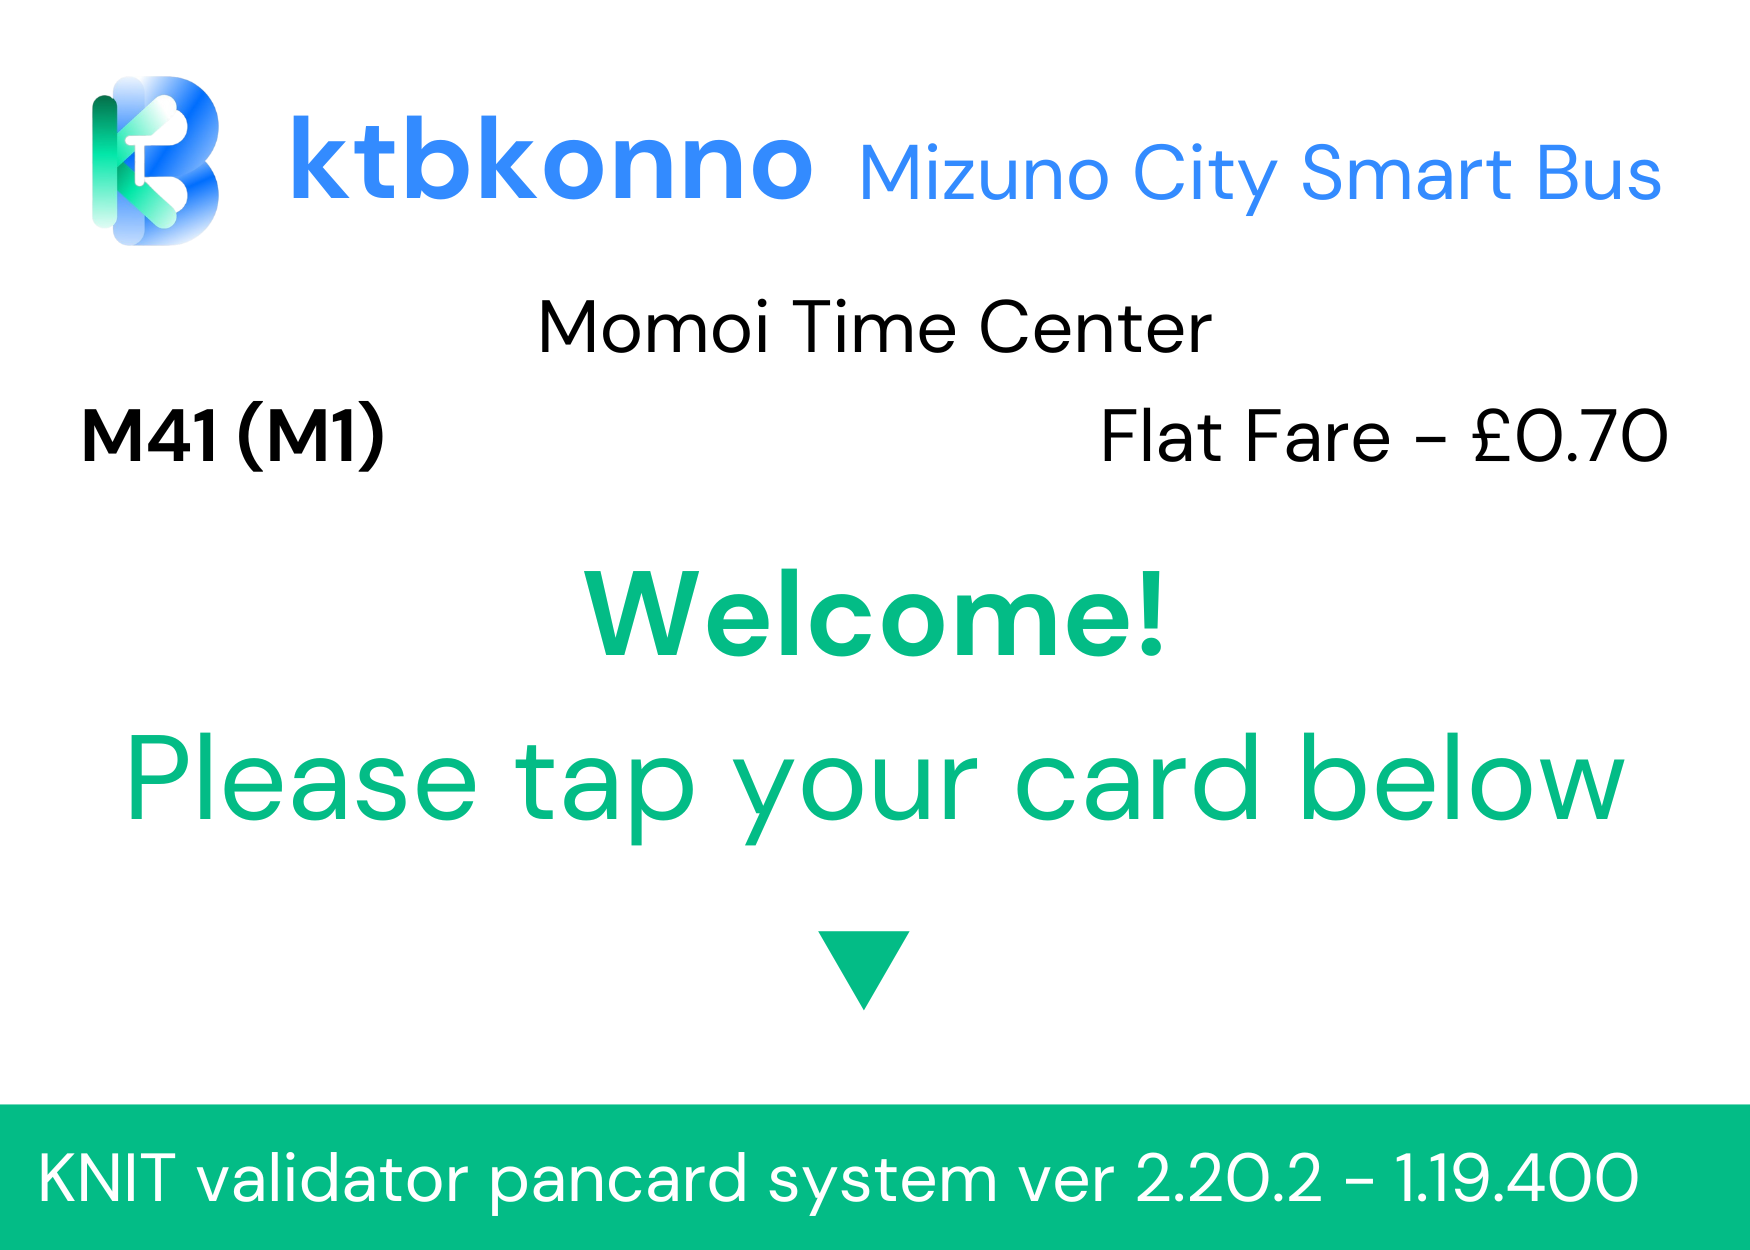 ktbkonno Mizuno City Smart Bus
Momoi Time Center
M41 (M1) Flat Fare - £0.70
Welcome!
Please tap your card below
KNIT validator pancard system ver 2.20.2 - 1.19.400